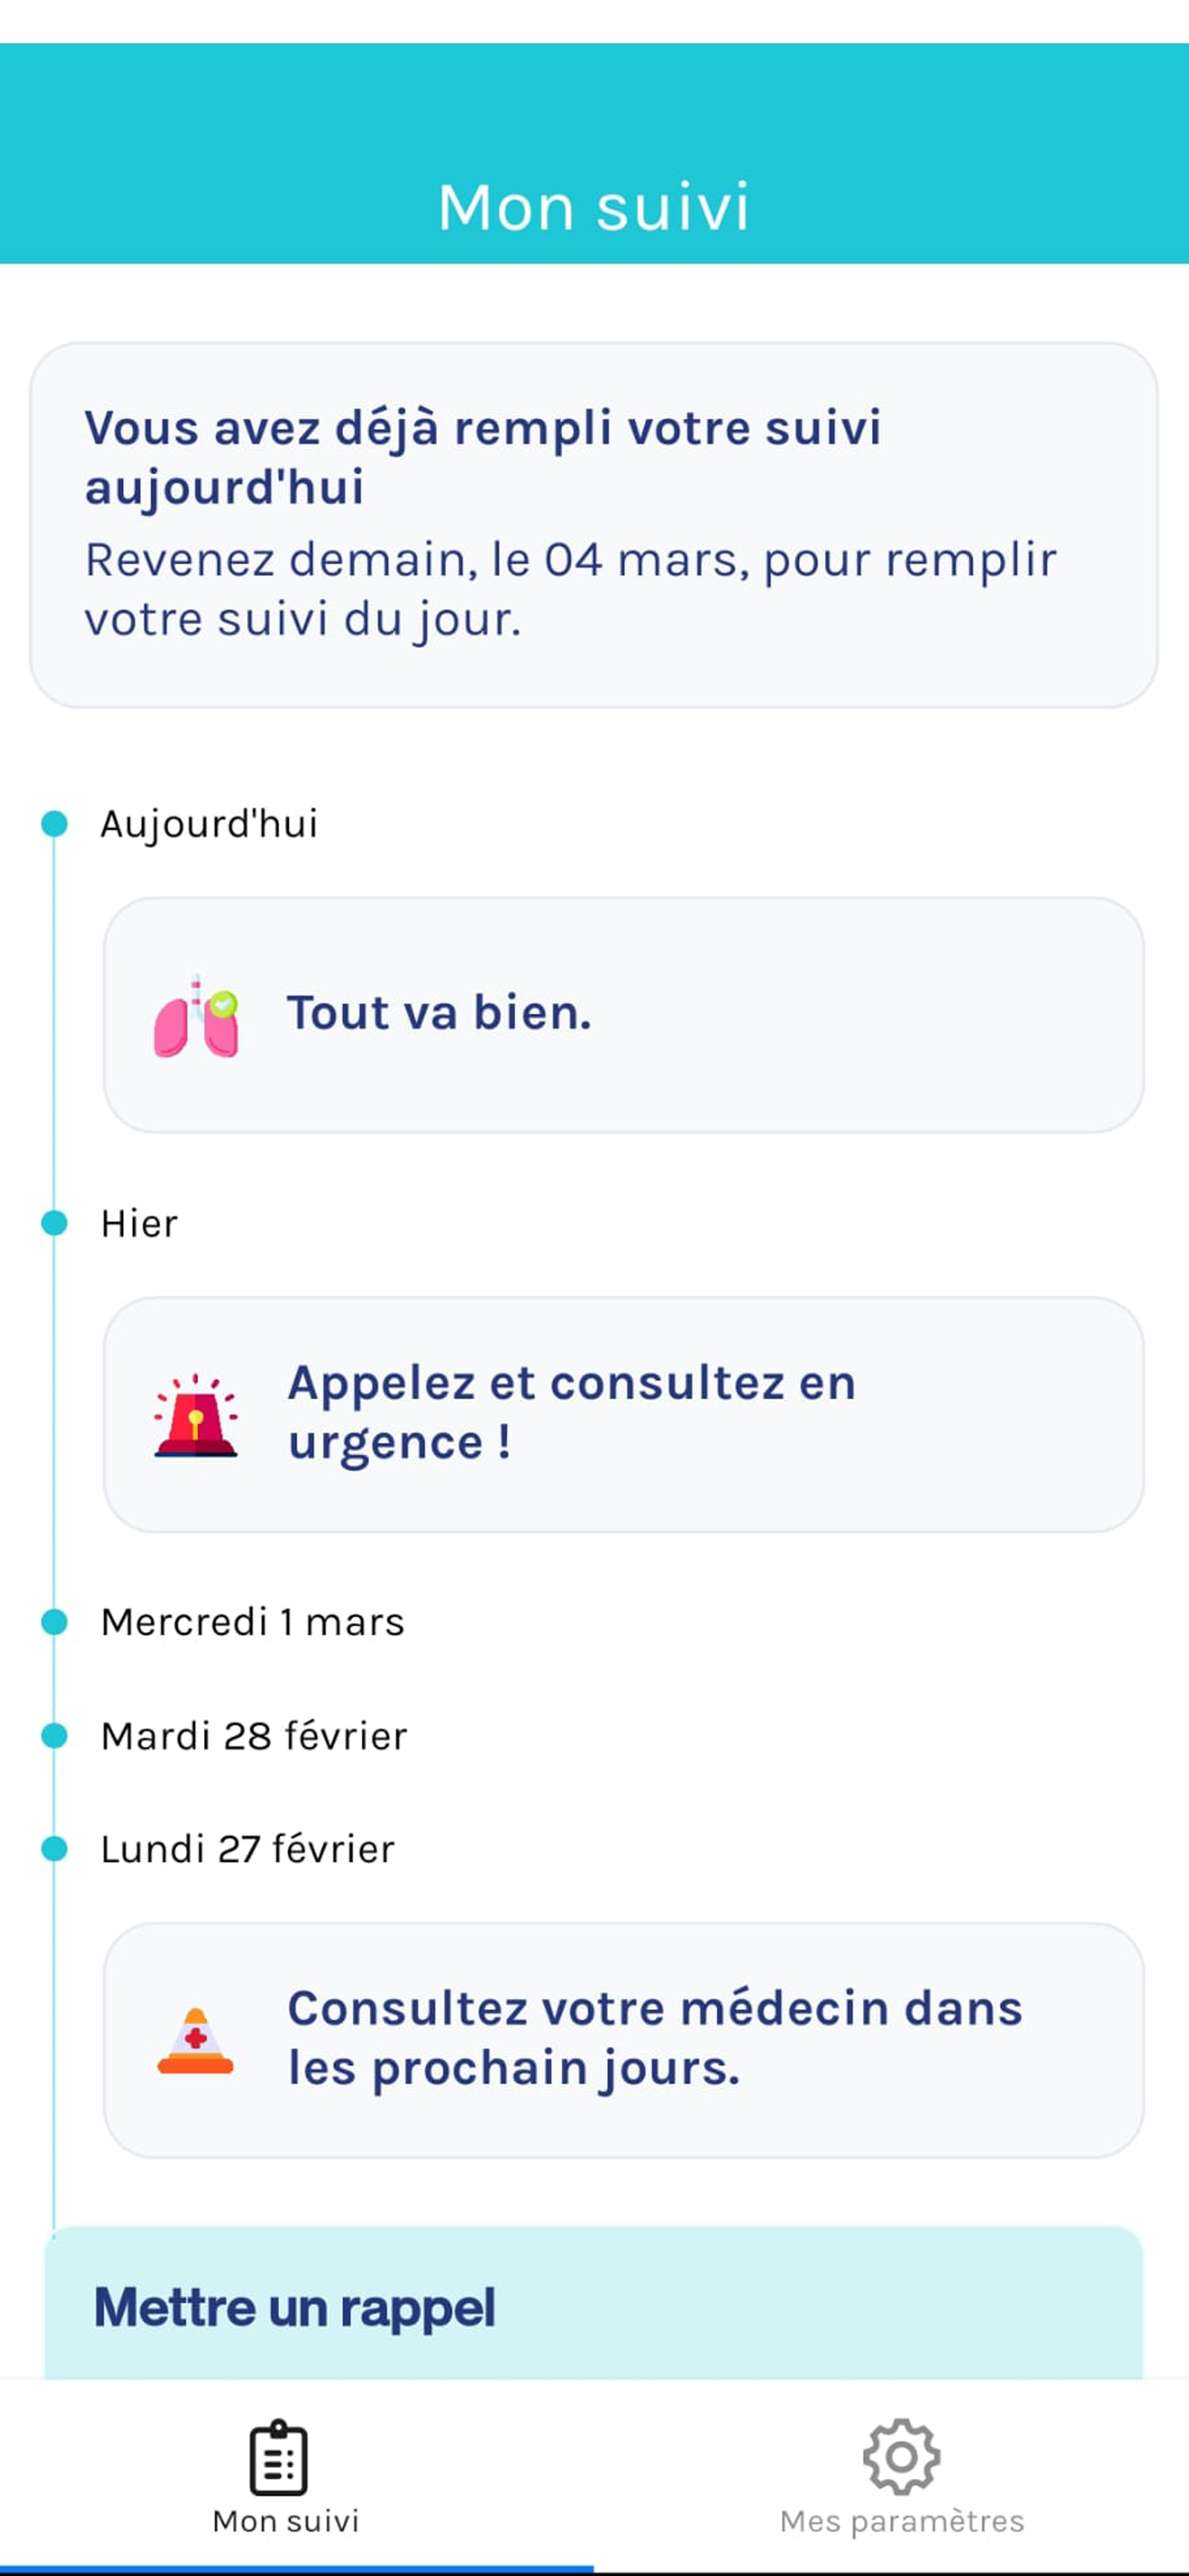 Mon suivi
Vous avez déjà rempli votre suivi
aujourd'hui
Revenez demain, le 04 mars, pour remplir
votre suivi du jour.
Aujourd'hui
Tout va bien.
Hier
Appelez et consultez en
urgence !
Mercredi 1 mars
Mardi 28 février
Lundi 27 février
Consultez votre médecin dans
les prochain jours.
Mettre un rappel
Mon suivi
Mes paramètres